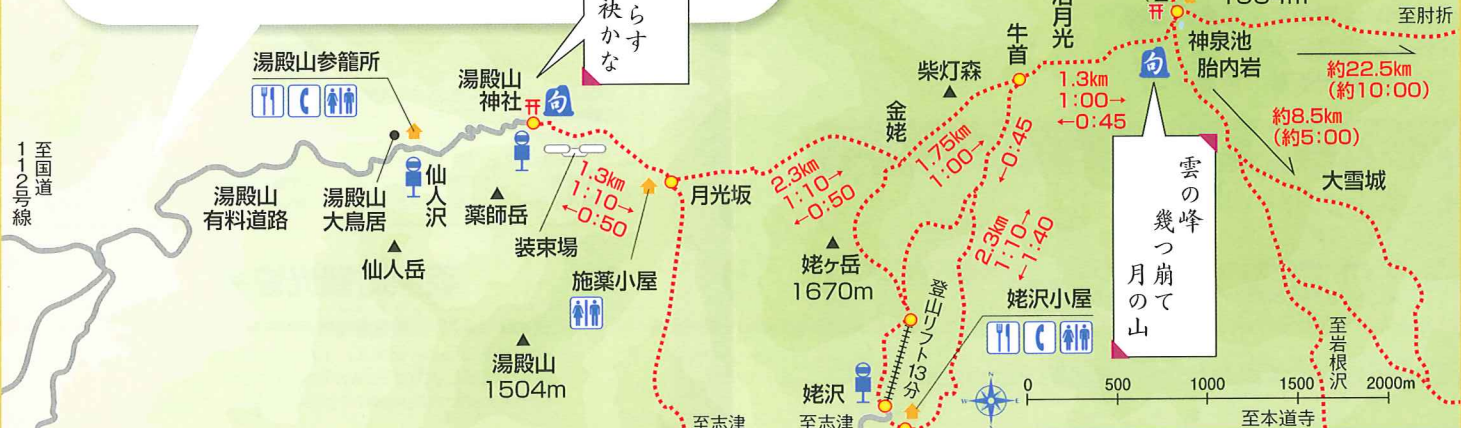 らす
袂かな
湯殿山参籠所
湯殿山
神社
句
至国道
112号線
湯殿山
有料道路
湯殿山
大鳥居
仙人沢
仙人岳
薬師岳
装束場
1.3km
1:10→
←0:50
施薬小屋
月光坂
湯殿山
1504m
至志津
2.3km
1:10→
←0:50
姥ヶ岳
1670m
金姥
柴灯森
牛首
月光
1.75km
1:00→
←0:45
1.3km
1:00→
←0:45
2.3km
1:10→
←1:40
登山リフト13分
姥沢小屋
姥沢
至志津
至肘折
神泉池
胎内岩
句
約22.5km
(約10:00)
約8.5km
(約5:00)
大雪城
雲の峰
幾つ崩て
月の山
N
W
E
0
500
1000
1500
2000m
至岩根沢
至本道寺